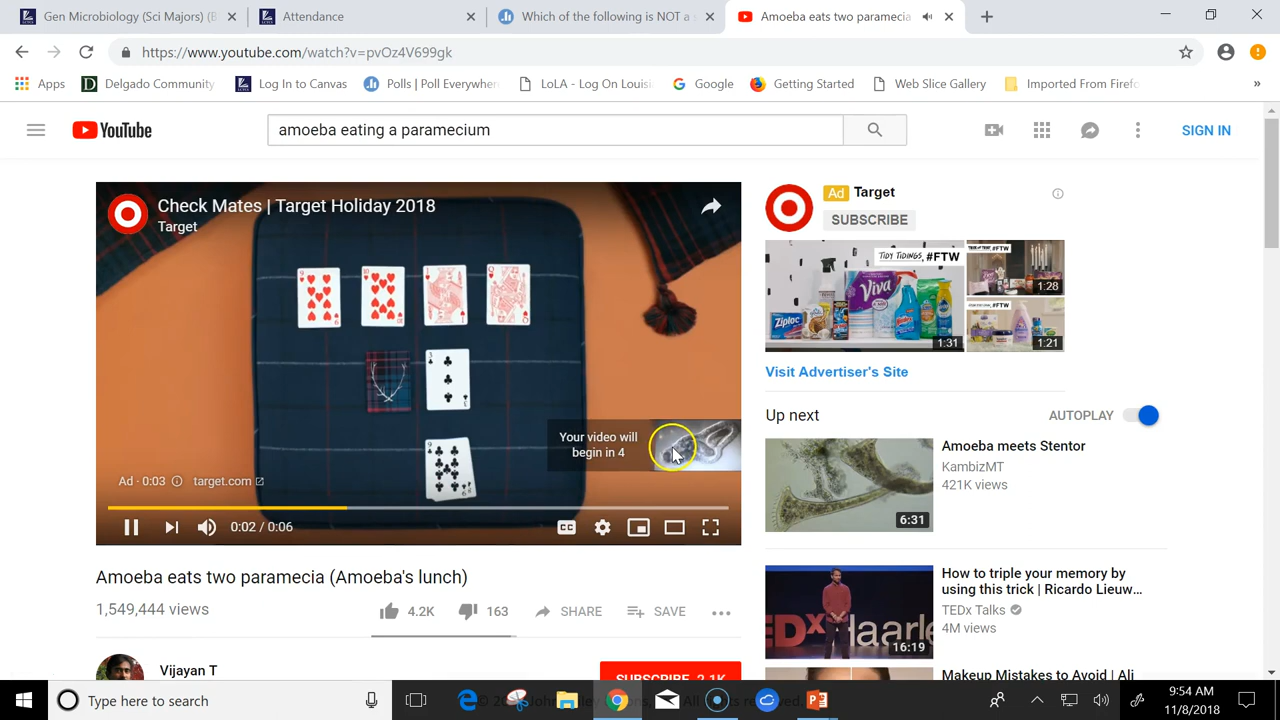 Gen Microbiology (Sci Majors) (B
Attendance
Which of the following is NOT a s
Amoeba eats two paramecia
https://www.youtube.com/watch?v=pvOz4V699gk
Apps
Delgado Community
Log In to Canvas
Polls | Poll Everywhere
LoLA - Log On Louisi
Google
Getting Started
Web Slice Gallery
Imported From Firefo
»
YouTube
amoeba eating a paramecium
SIGN IN
Check Mates | Target Holiday 2018
Target
Your video will
begin in 4
Ad · 0:03
target.com
0:02 / 0:06
CC
Ad Target
SUBSCRIBE
TIDY TIDINGS, #FTW
Viva
Ziploc
1:31
1:28
1:21
Visit Advertiser's Site
Up next
AUTOPLAY
Amoeba meets Stentor
KambizMT
421K views
6:31
How to triple your memory by
using this trick | Ricardo Lieuw…
TEDx Talks
4M views
16:19
Makeup Mistakes to Avoid | Ali
Amoeba eats two paramecia (Amoeba's lunch)
1,549,444 views
4.2K
163
SHARE
SAVE
Vijayan T
SUBSCRIBE 2.1K
Type here to search
9:54 AM
11/8/2018